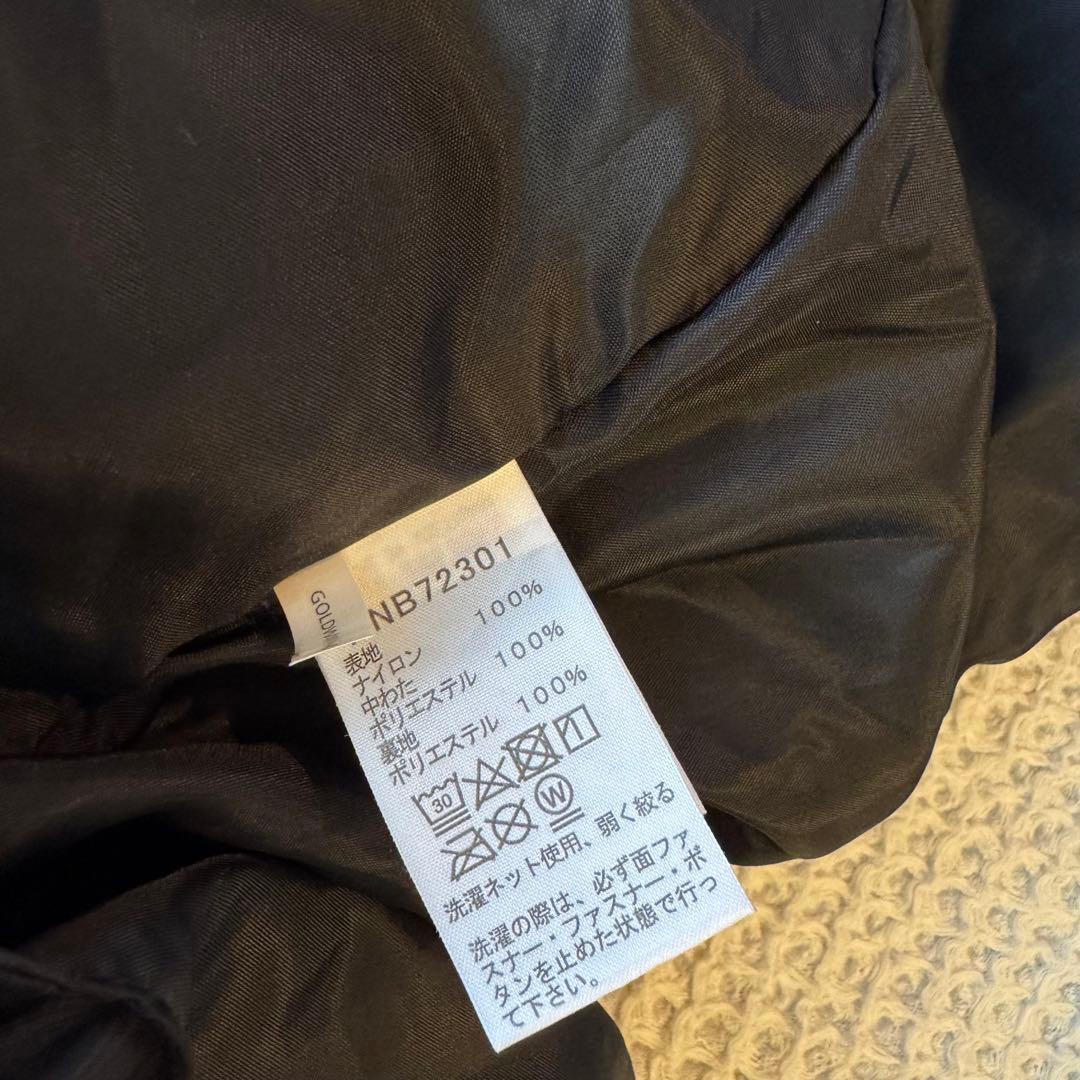 GOLDW
NB72301
表地
ナイロン 100%
中わた
ポリエステル 100%
裏地
ポリエステル 100%
30
W
洗濯ネット使用、弱く絞る
洗濯の際は、必ず面ファ
スナー・ファスナー・ボ
タンを止めた状態で行っ
て下さい。